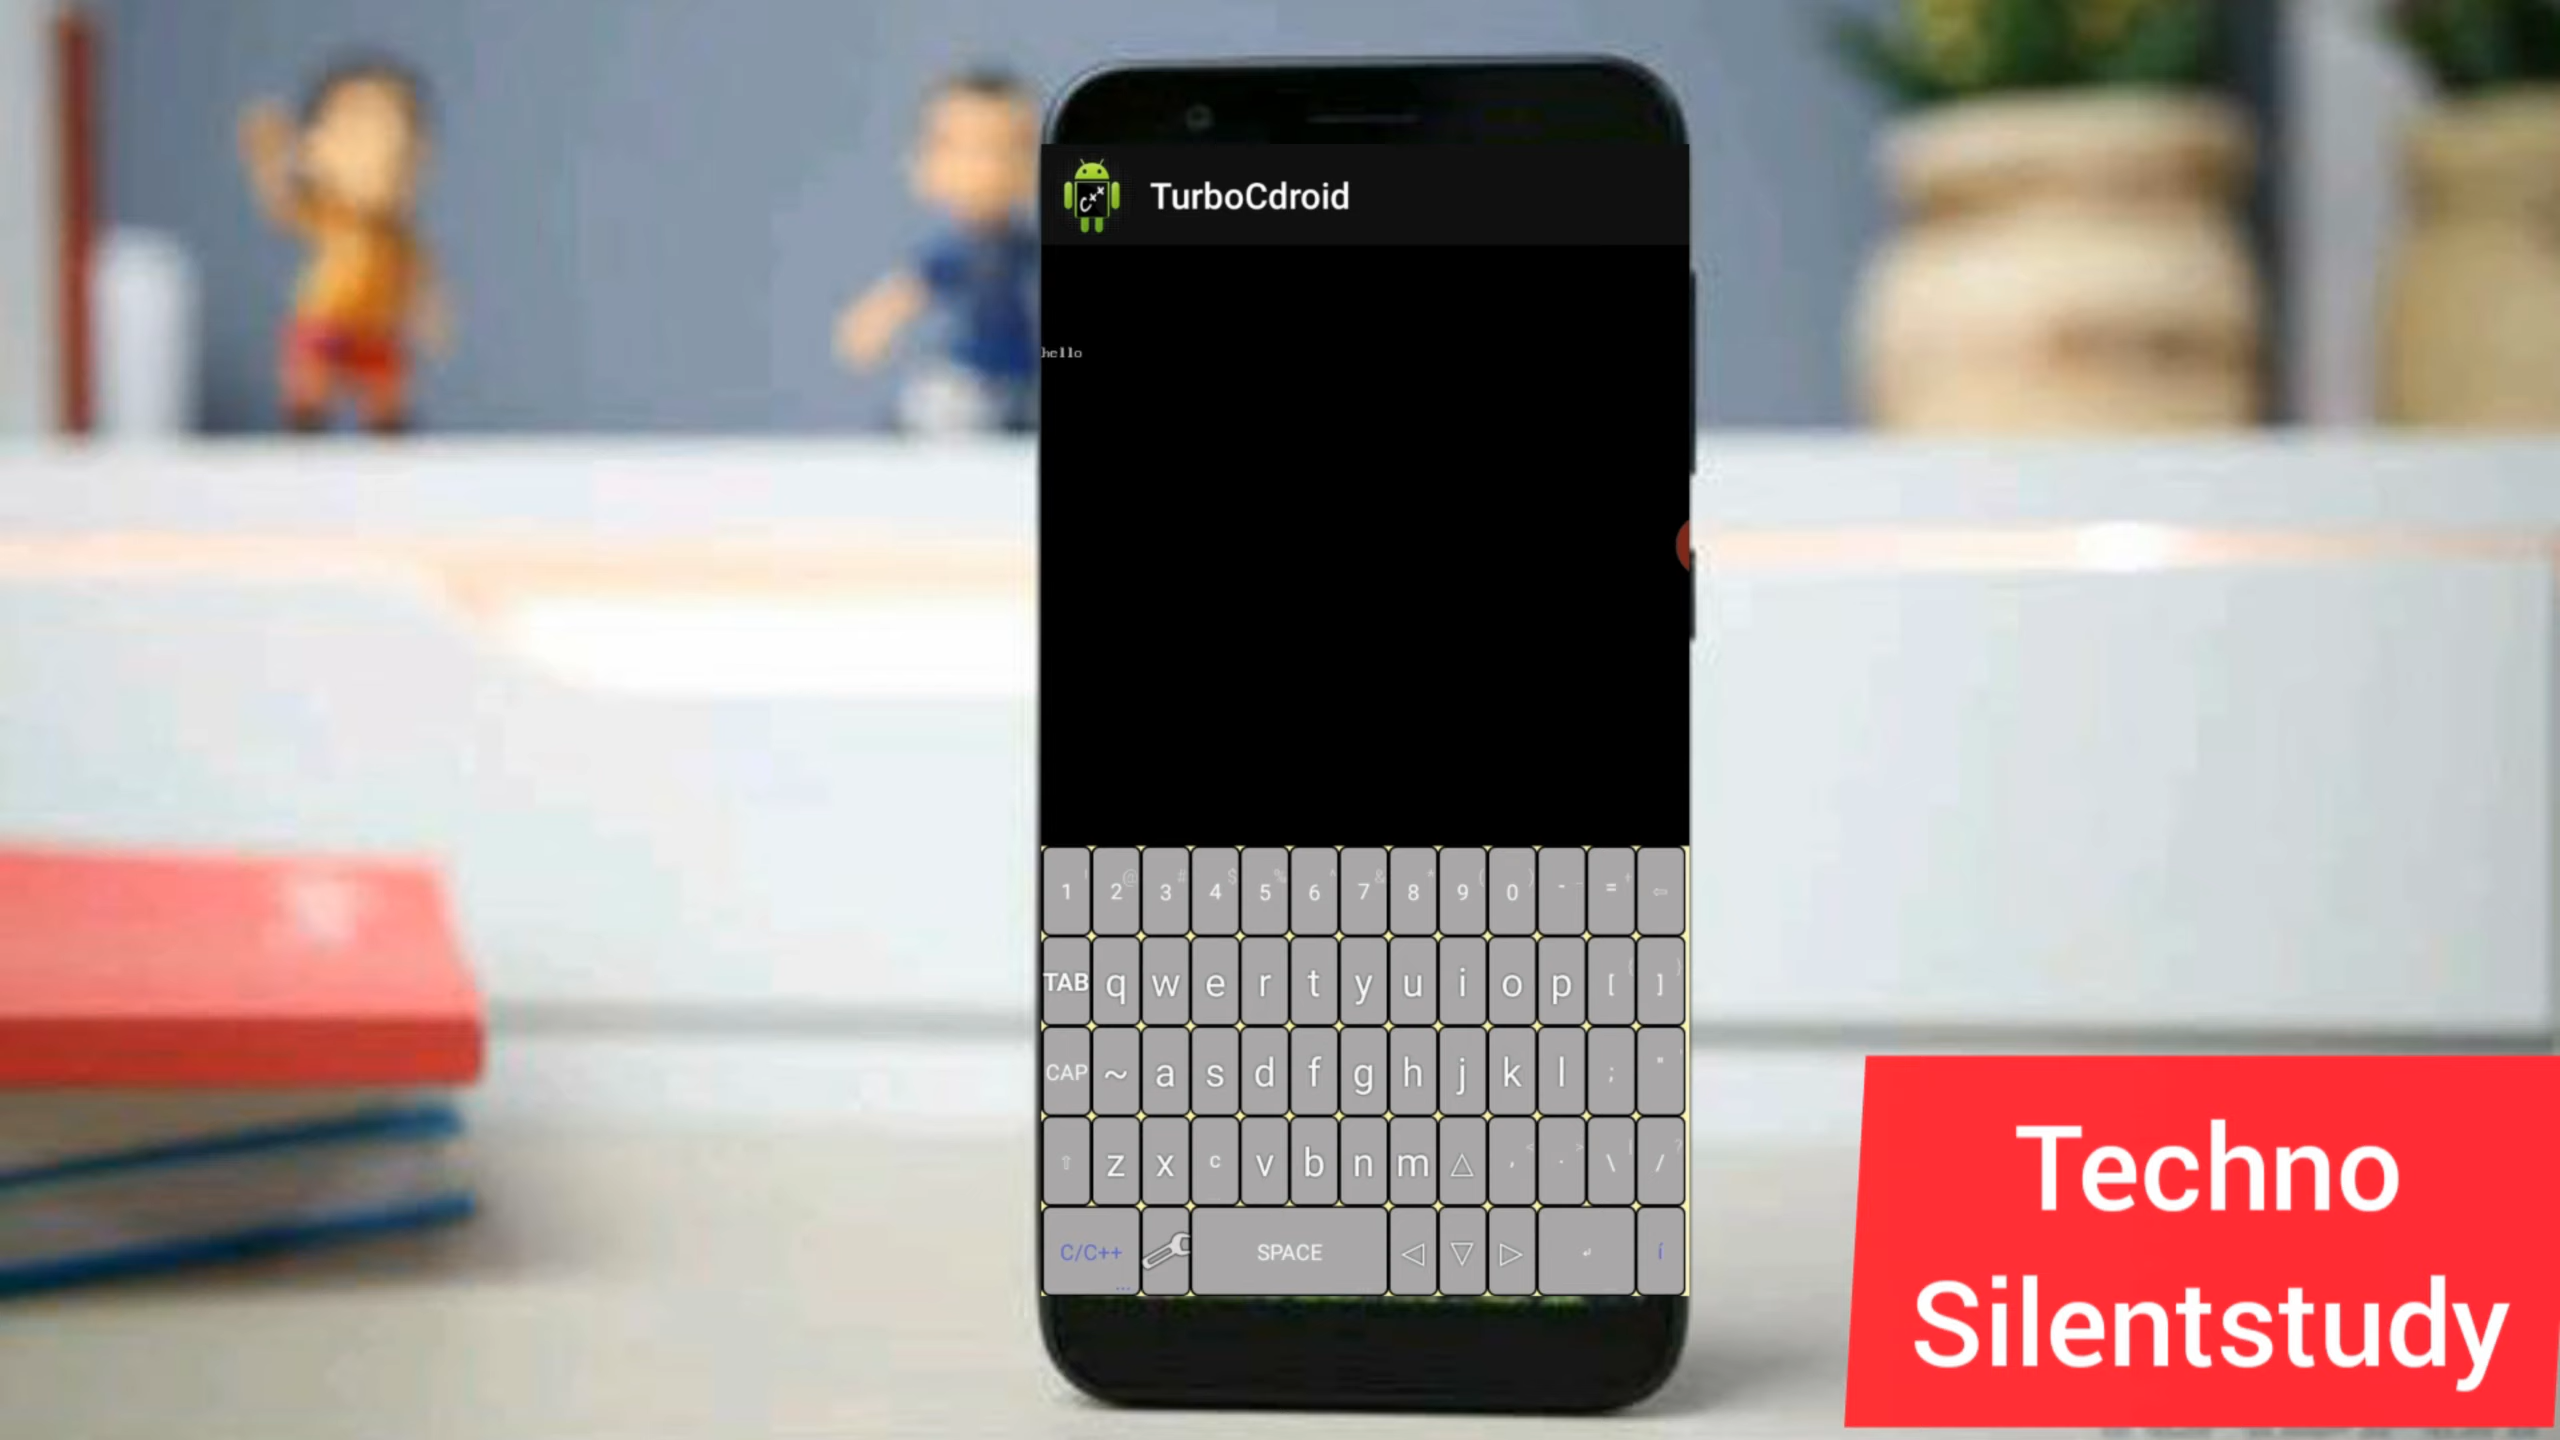 TurboCdroid
hello
1 ! 2 @ 3 # 4 $ 5 % 6 ^ 7 & 8 * 9 ( 0 ) - _ = + ⇦
TAB q w e r t y u i o p [ { ] }
CAP ~ a s d f g h j k l ; "
⇧ z x c v b n m △ , < . > \ | / ?
C/C++ ... SPACE ◁ ▽ ▷ ↵ í
Techno
Silentstudy